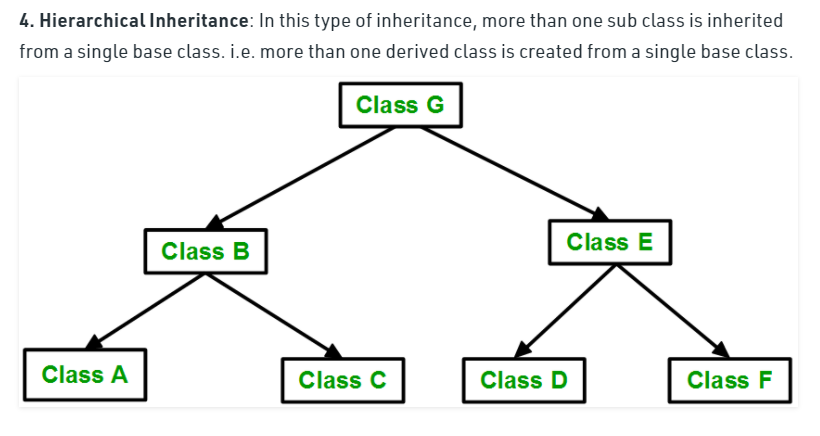 4. Hierarchical Inheritance: In this type of inheritance, more than one sub class is inherited
from a single base class. i.e. more than one derived class is created from a single base class.
Class G
Class B
Class E
Class A
Class C
Class D
Class F